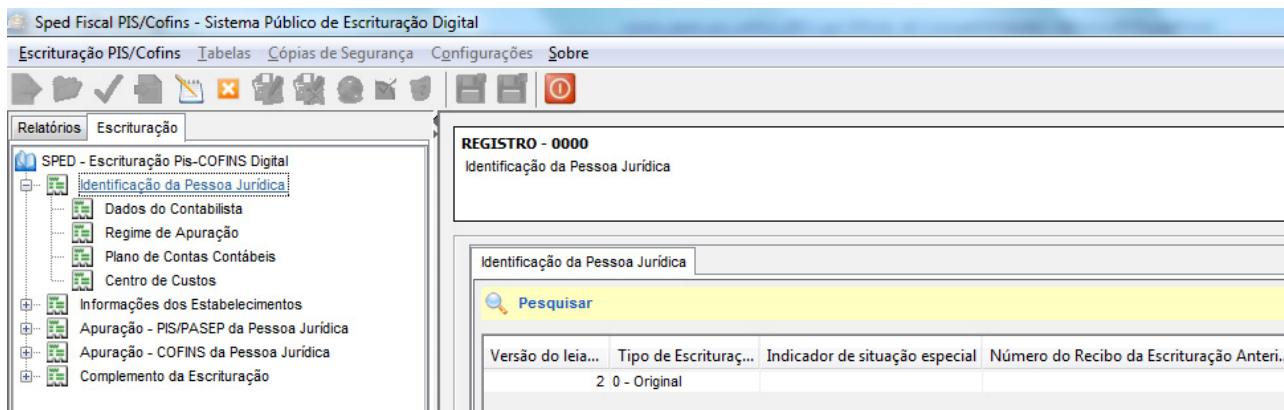 Sped Fiscal PIS/Cofins - Sistema Público de Escrituração Digital
Escrituração PIS/Cofins Tabelas Cópias de Segurança Configurações Sobre
Relatórios Escrituração
SPED - Escrituração Pis-COFINS Digital
Identificação da Pessoa Jurídica
Dados do Contabilista
Regime de Apuração
Plano de Contas Contábeis
Centro de Custos
Informações dos Estabelecimentos
Apuração - PIS/PASEP da Pessoa Jurídica
Apuração - COFINS da Pessoa Jurídica
Complemento da Escrituração
REGISTRO - 0000
Identificação da Pessoa Jurídica
Identificação da Pessoa Jurídica
Pesquisar
Versão do leia... Tipo de Escrituraç... Indicador de situação especial Número do Recibo da Escrituração Anteri...
2 0 - Original